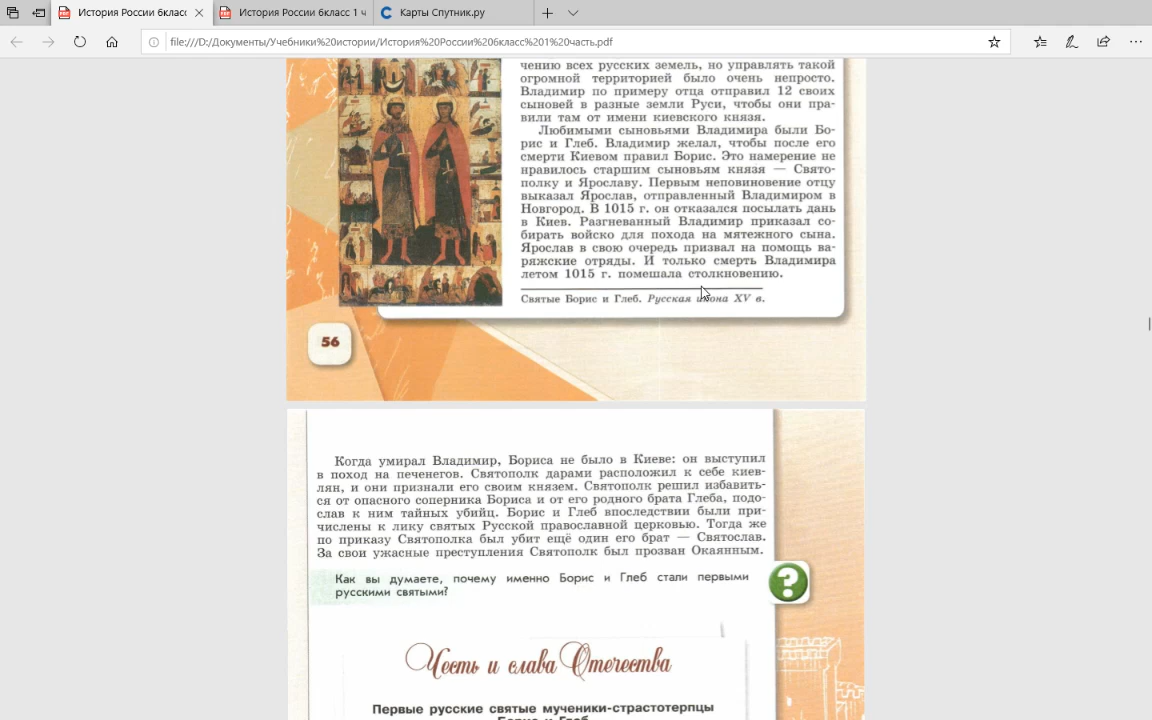 История России 6класс
История России 6класс 1 ч
Карты Спутник.ру
file:///D:/Документы/Учебники%20истории/История%20России%206класс%201%20часть.pdf
чению всех русских земель, но управлять такой
огромной территорией было очень непросто.
Владимир по примеру отца отправил 12 своих
сыновей в разные земли Руси, чтобы они пра-
вили там от имени киевского князя.
Любимыми сыновьями Владимира были Бо-
рис и Глеб. Владимир желал, чтобы после его
смерти Киевом правил Борис. Это намерение не
нравилось старшим сыновьям князя — Свято-
полку и Ярославу. Первым неповиновение отцу
выказал Ярослав, отправленный Владимиром в
Новгород. В 1015 г. он отказался посылать дань
в Киев. Разгневанный Владимир приказал со-
бирать войско для похода на мятежного сына.
Ярослав в свою очередь призвал на помощь ва-
ряжские отряды. И только смерть Владимира
летом 1015 г. помешала столкновению.
Святые Борис и Глеб. Русская икона XV в.
56
Когда умирал Владимир, Бориса не было в Киеве: он выступил
в поход на печенегов. Святополк дарами расположил к себе киев-
лян, и они признали его своим князем. Святополк решил избавить-
ся от опасного соперника Бориса и от его родного брата Глеба, подо-
слав к ним тайных убийц. Борис и Глеб впоследствии были при-
числены к лику святых Русской православной церковью. Тогда же
по приказу Святополка был убит ещё один его брат — Святослав.
За свои ужасные преступления Святополк был прозван Окаянным.
Как вы думаете, почему именно Борис и Глеб стали первыми
русскими святыми?
?
Честь и слава Отечества
Первые русские святые мученики-страстотерпцы
Борис и Глеб